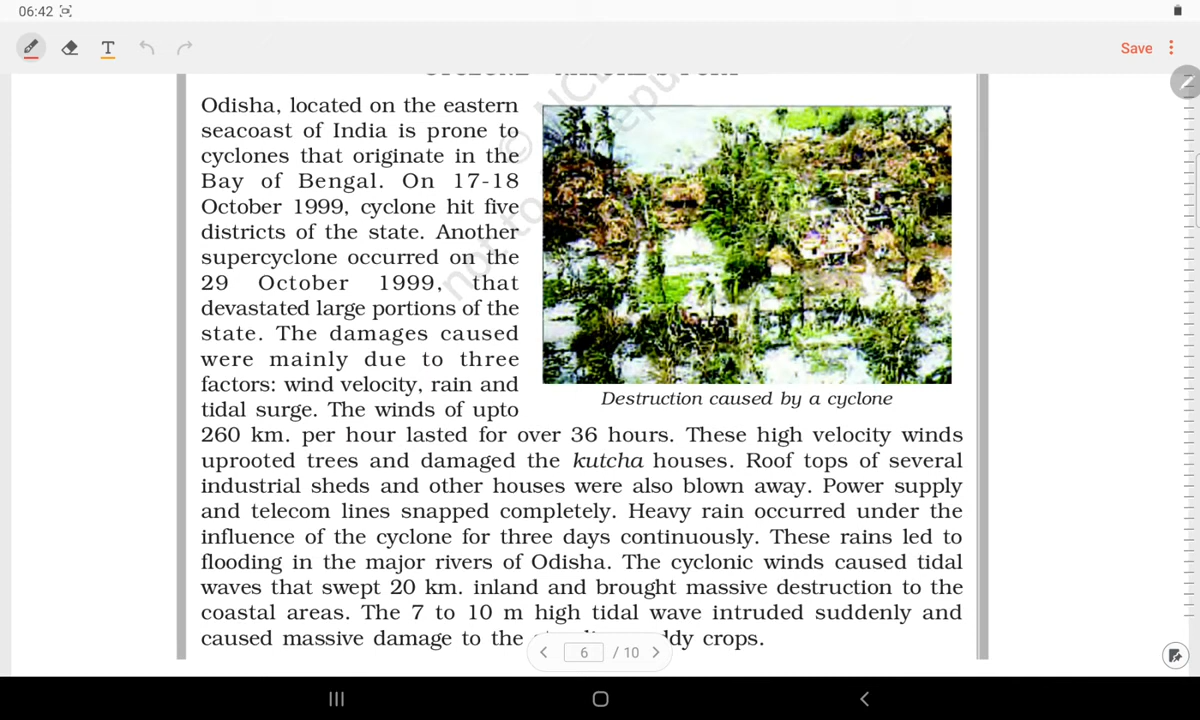 06:42
T
Save
Odisha, located on the eastern
seacoast of India is prone to
cyclones that originate in the
Bay of Bengal. On 17-18
October 1999, cyclone hit five
districts of the state. Another
supercyclone occurred on the
29 October 1999, that
devastated large portions of the
state. The damages caused
were mainly due to three
factors: wind velocity, rain and
tidal surge. The winds of upto
Destruction caused by a cyclone
260 km. per hour lasted for over 36 hours. These high velocity winds
uprooted trees and damaged the kutcha houses. Roof tops of several
industrial sheds and other houses were also blown away. Power supply
and telecom lines snapped completely. Heavy rain occurred under the
influence of the cyclone for three days continuously. These rains led to
flooding in the major rivers of Odisha. The cyclonic winds caused tidal
waves that swept 20 km. inland and brought massive destruction to the
coastal areas. The 7 to 10 m high tidal wave intruded suddenly and
caused massive damage to the crops.
6 / 10
not to